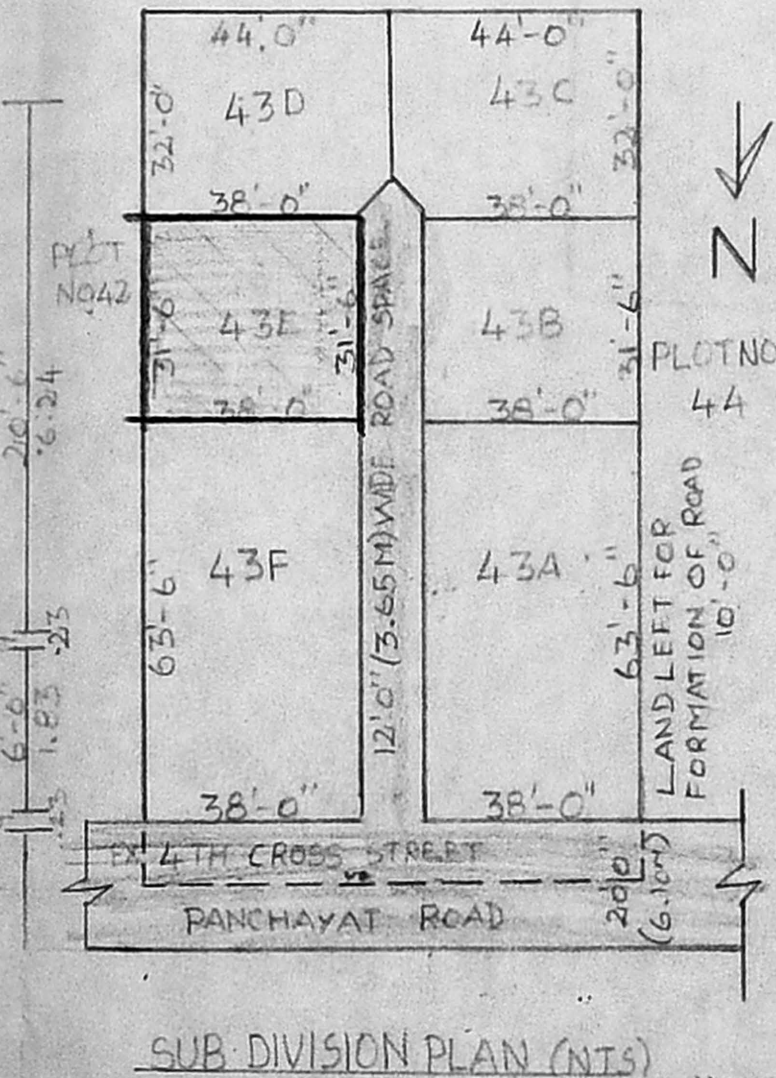 44'.0" 44'-0"
43D 43C
32'-0" 32'-0"
38'-0" 38'-0"
N
PLOT
NO42
43E 43B
31'-6" 31'-6" 31'-6"
38'-0" 38'-0"
PLOT NO
44
20'-6"
6.24
12'0" (3.65M) WIDE ROAD SPACE
43F 43A
63'-6" 63'-6"
LAND LEFT FOR
FORMATION OF ROAD
10'-0"
.23
6'-0"
1.83
.23
38'-0" 38'-0"
EX. 4TH CROSS STREET
PANCHAYAT ROAD
20'0"
(6.10M)
SUB DIVISION PLAN (NTS)